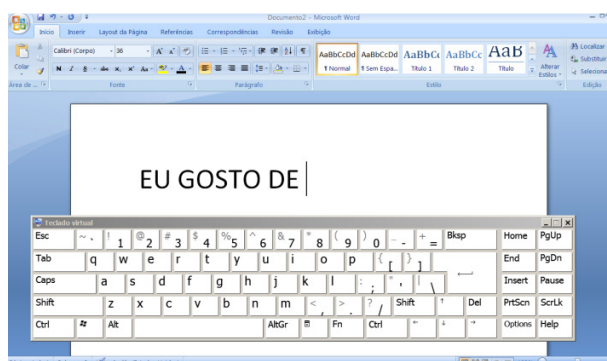 Documento2 - Microsoft Word
Início Inserir Layout da Página Referências Correspondências Revisão Exibição
Calibri (Corpo) 36
Colar
AaBbCcDd AaBbCcDd AaBbCc AaBbCc AaB
¶ Normal ¶ Sem Espa... Título 1 Título 2 Título
Alterar Estilos
Localizar
Substituir
Seleciona
Área de ... Fonte Parágrafo Estilo Edição
EU GOSTO DE
Teclado virtual
Esc ~ ` ! 1 @ 2 # 3 $ 4 % 5 ^ 6 & 7 * 8 ( 9 ) 0 _ - + = Bksp Home PgUp
Tab q w e r t y u i o p { [ } ] End PgDn
Caps a s d f g h j k l : ; " ' | \ Insert Pause
Shift z x c v b n m < , > . ? / Shift ↑ Del PrtScn ScrLk
Ctrl Alt AltGr Fn Ctrl ← ↓ → Options Help